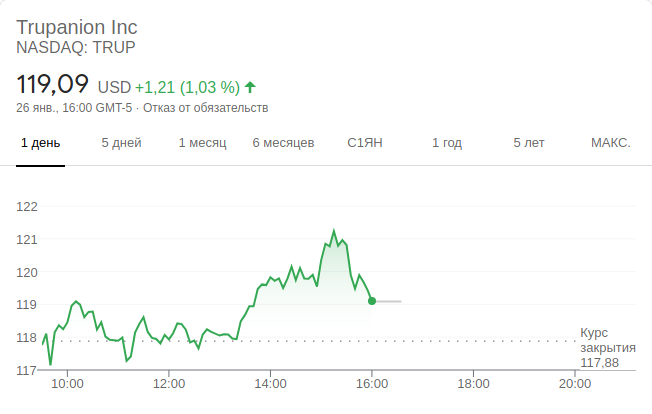 Trupanion Inc
NASDAQ: TRUP
119,09 USD +1,21 (1,03 %)
26 янв., 16:00 GMT-5 · Отказ от обязательств
1 день 5 дней 1 месяц 6 месяцев С1ЯН 1 год 5 лет МАКС.
122
121
120
119
118
Курс
закрытия
117,88
117
10:00 12:00 14:00 16:00 18:00 20:00